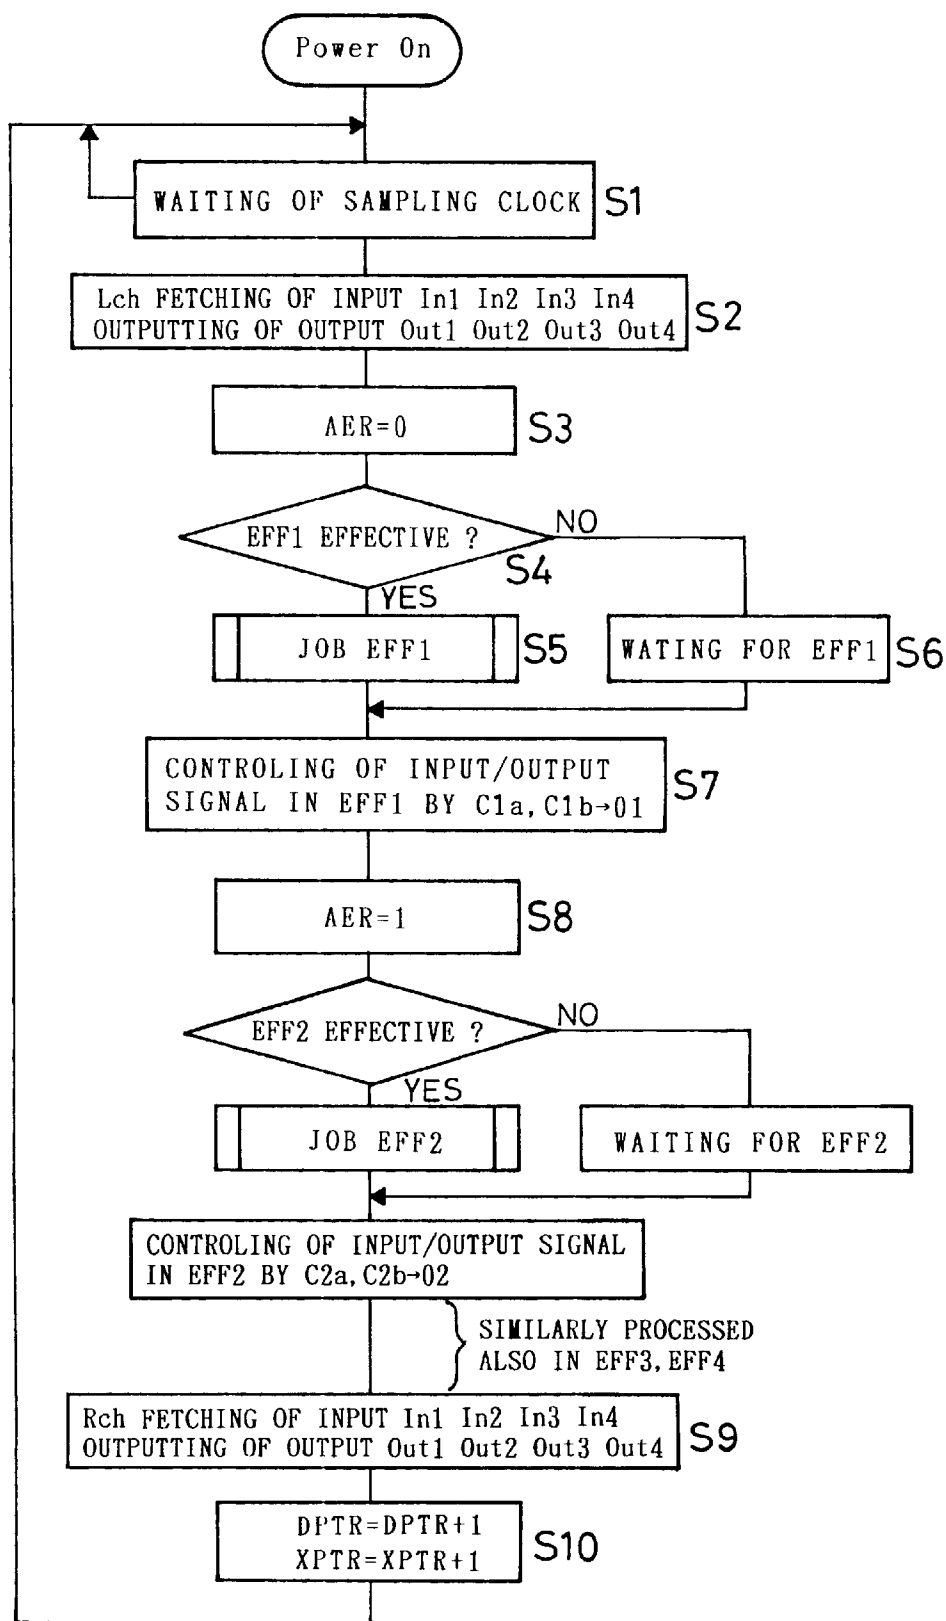 Power On
WAITING OF SAMPLING CLOCK S1
Lch FETCHING OF INPUT In1 In2 In3 In4
OUTPUTTING OF OUTPUT Out1 Out2 Out3 Out4
S2
AER=0 S3
EFF1 EFFECTIVE ?
NO
S4
YES
JOB EFF1 S5
WATING FOR EFF1 S6
CONTROLING OF INPUT/OUTPUT
SIGNAL IN EFF1 BY C1a,C1b→01
S7
AER=1 S8
EFF2 EFFECTIVE ?
NO
YES
JOB EFF2
WAITING FOR EFF2
CONTROLING OF INPUT/OUTPUT SIGNAL
IN EFF2 BY C2a,C2b→02
SIMILARLY PROCESSED
ALSO IN EFF3,EFF4
Rch FETCHING OF INPUT In1 In2 In3 In4
OUTPUTTING OF OUTPUT Out1 Out2 Out3 Out4
S9
DPTR=DPTR+1
XPTR=XPTR+1
S10